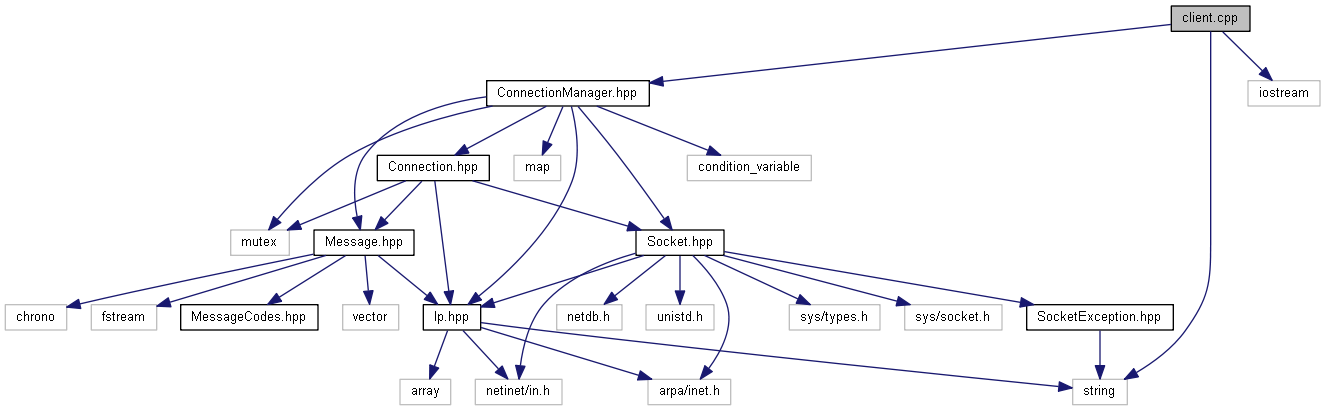 client.cpp
ConnectionManager.hpp
iostream
Connection.hpp
map
condition_variable
mutex
Message.hpp
Socket.hpp
chrono
fstream
MessageCodes.hpp
vector
Ip.hpp
netdb.h
unistd.h
sys/types.h
sys/socket.h
SocketException.hpp
array
netinet/in.h
arpa/inet.h
string